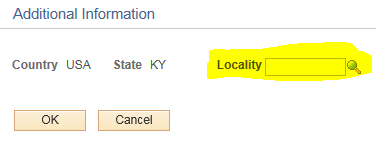 Additional Information
Country USA State KY Locality
OK Cancel